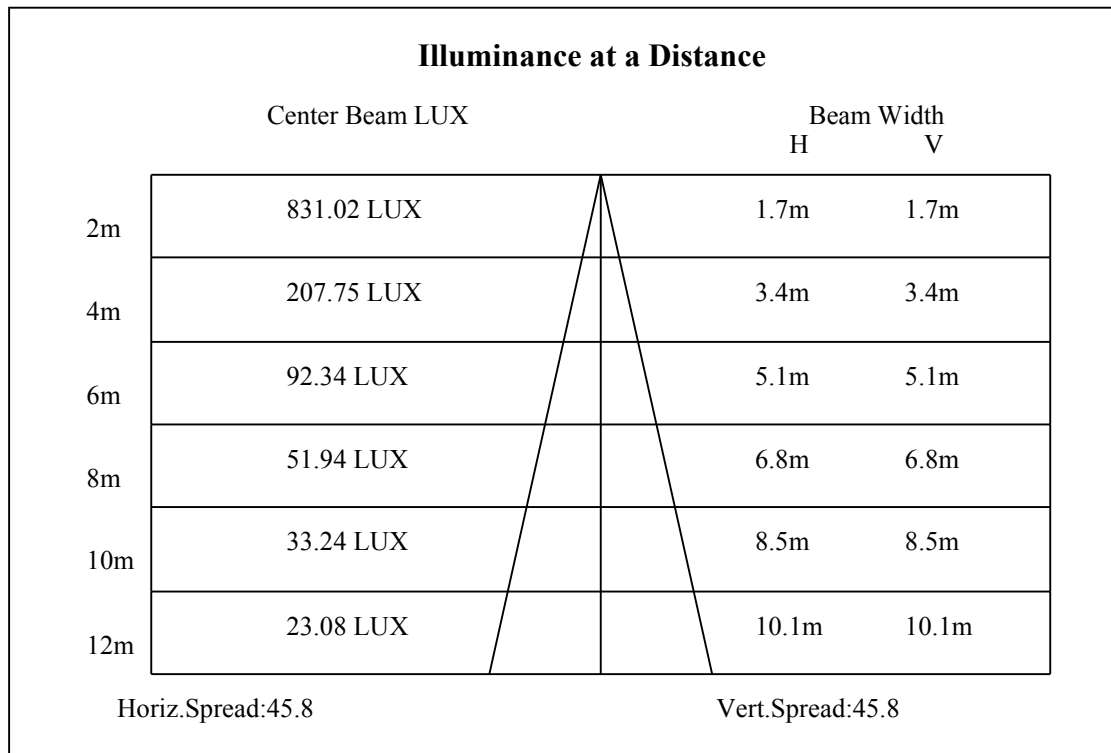 Illuminance at a Distance
Center Beam LUX Beam Width
H V
2m 831.02 LUX 1.7m 1.7m
4m 207.75 LUX 3.4m 3.4m
6m 92.34 LUX 5.1m 5.1m
8m 51.94 LUX 6.8m 6.8m
10m 33.24 LUX 8.5m 8.5m
12m 23.08 LUX 10.1m 10.1m
Horiz.Spread:45.8 Vert.Spread:45.8